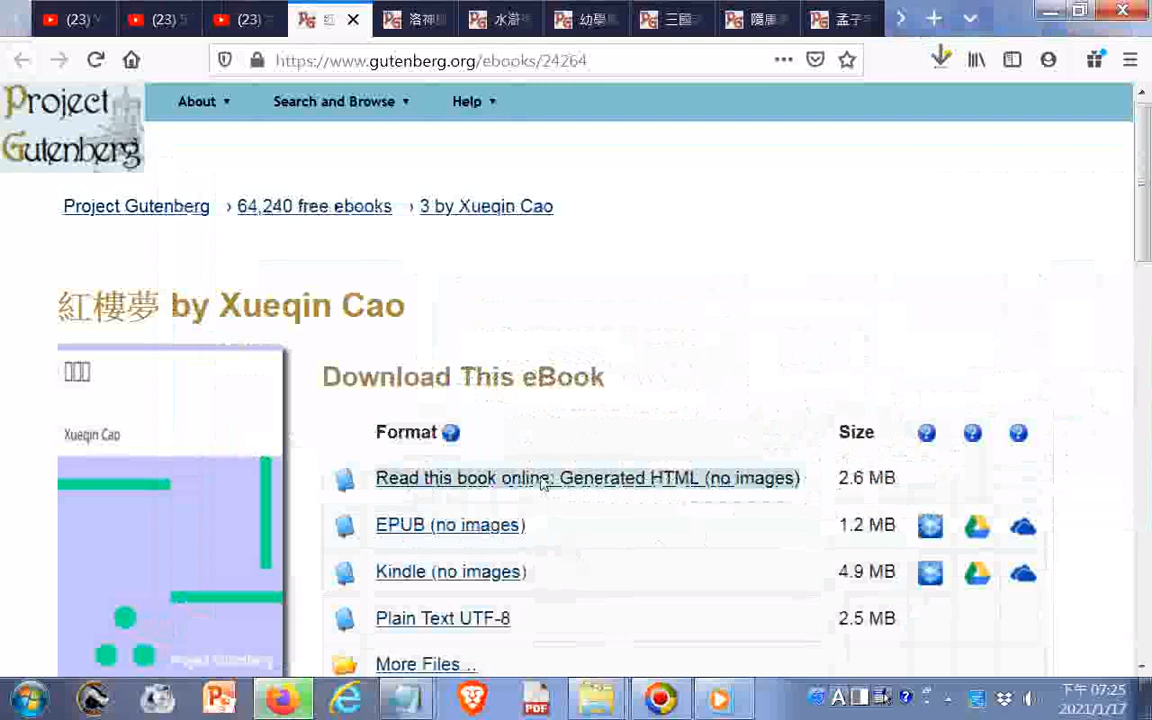 (23)
(23)
(23)
洛神
水滸
幼學
三國
隱居
孟子
https://www.gutenberg.org/ebooks/24264
Project
Gutenberg
About
Search and Browse
Help
Project Gutenberg › 64,240 free ebooks › 3 by Xueqin Cao
紅樓夢 by Xueqin Cao
Xueqin Cao
Project Gutenberg
Download This eBook
Format ? Size ? ? ?
Read this book online: Generated HTML (no images) 2.6 MB
EPUB (no images) 1.2 MB
Kindle (no images) 4.9 MB
Plain Text UTF-8 2.5 MB
More Files…
PDF
A
下午 07:25
2021/1/17